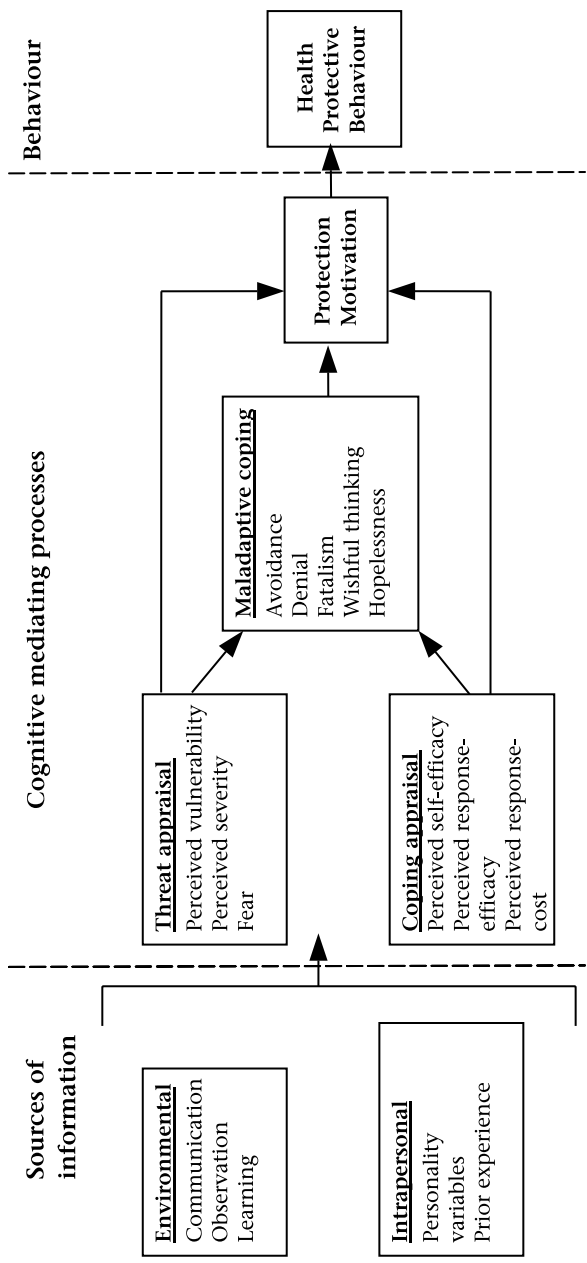 Sources of
information
Cognitive mediating processes
Behaviour
Environmental
Communication
Observation
Learning
Intrapersonal
Personality
variables
Prior experience
Threat appraisal
Perceived vulnerability
Perceived severity
Fear
Coping appraisal
Perceived self-efficacy
Perceived response-
efficacy
Perceived response-
cost
Maladaptive coping
Avoidance
Denial
Fatalism
Wishful thinking
Hopelessness
Protection
Motivation
Health
Protective
Behaviour